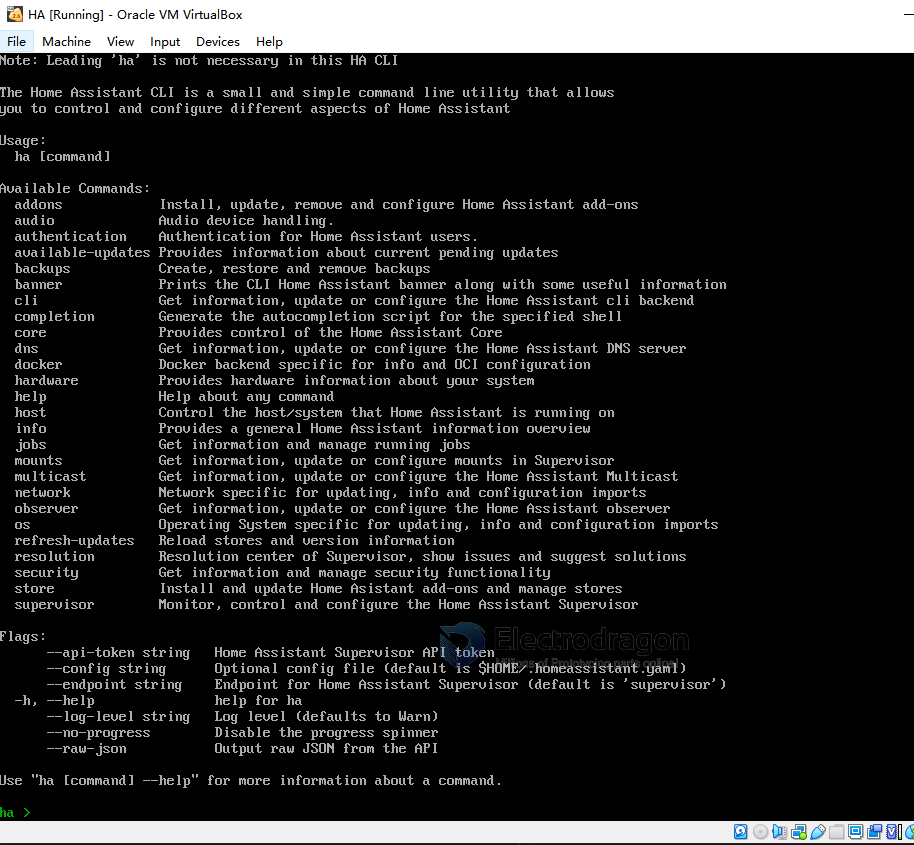 HA [Running] - Oracle VM VirtualBox
File Machine View Input Devices Help
Note: Leading 'ha' is not necessary in this HA CLI
The Home Assistant CLI is a small and simple command line utility that allows
you to control and configure different aspects of Home Assistant
Usage:
ha [command]
Available Commands:
addons Install, update, remove and configure Home Assistant add-ons
audio Audio device handling.
authentication Authentication for Home Assistant users.
available-updates Provides information about current pending updates
backups Create, restore and remove backups
banner Prints the CLI Home Assistant banner along with some useful information
cli Get information, update or configure the Home Assistant cli backend
completion Generate the autocompletion script for the specified shell
core Provides control of the Home Assistant Core
dns Get information, update or configure the Home Assistant DNS server
docker Docker backend specific for info and OCI configuration
hardware Provides hardware information about your system
help Help about any command
host Control the host/system that Home Assistant is running on
info Provides a general Home Assistant information overview
jobs Get information and manage running jobs
mounts Get information, update or configure mounts in Supervisor
multicast Get information, update or configure the Home Assistant Multicast
network Network specific for updating, info and configuration imports
observer Get information, update or configure the Home Assistant observer
os Operating System specific for updating, info and configuration imports
refresh-updates Reload stores and version information
resolution Resolution center of Supervisor, show issues and suggest solutions
security Get information and manage security functionality
store Install and update Home Asistant add-ons and manage stores
supervisor Monitor, control and configure the Home Assistant Supervisor
Flags:
Electrodragon
--api-token string Home Assistant Supervisor API token
Millions of Prototyping parts online!
--config string Optional config file (default is $HOME/.homeassistant.yaml)
--endpoint string Endpoint for Home Assistant Supervisor (default is 'supervisor')
-h, --help help for ha
--log-level string Log level (defaults to Warn)
--no-progress Disable the progress spinner
--raw-json Output raw JSON from the API
Use "ha [command] --help" for more information about a command.
ha >